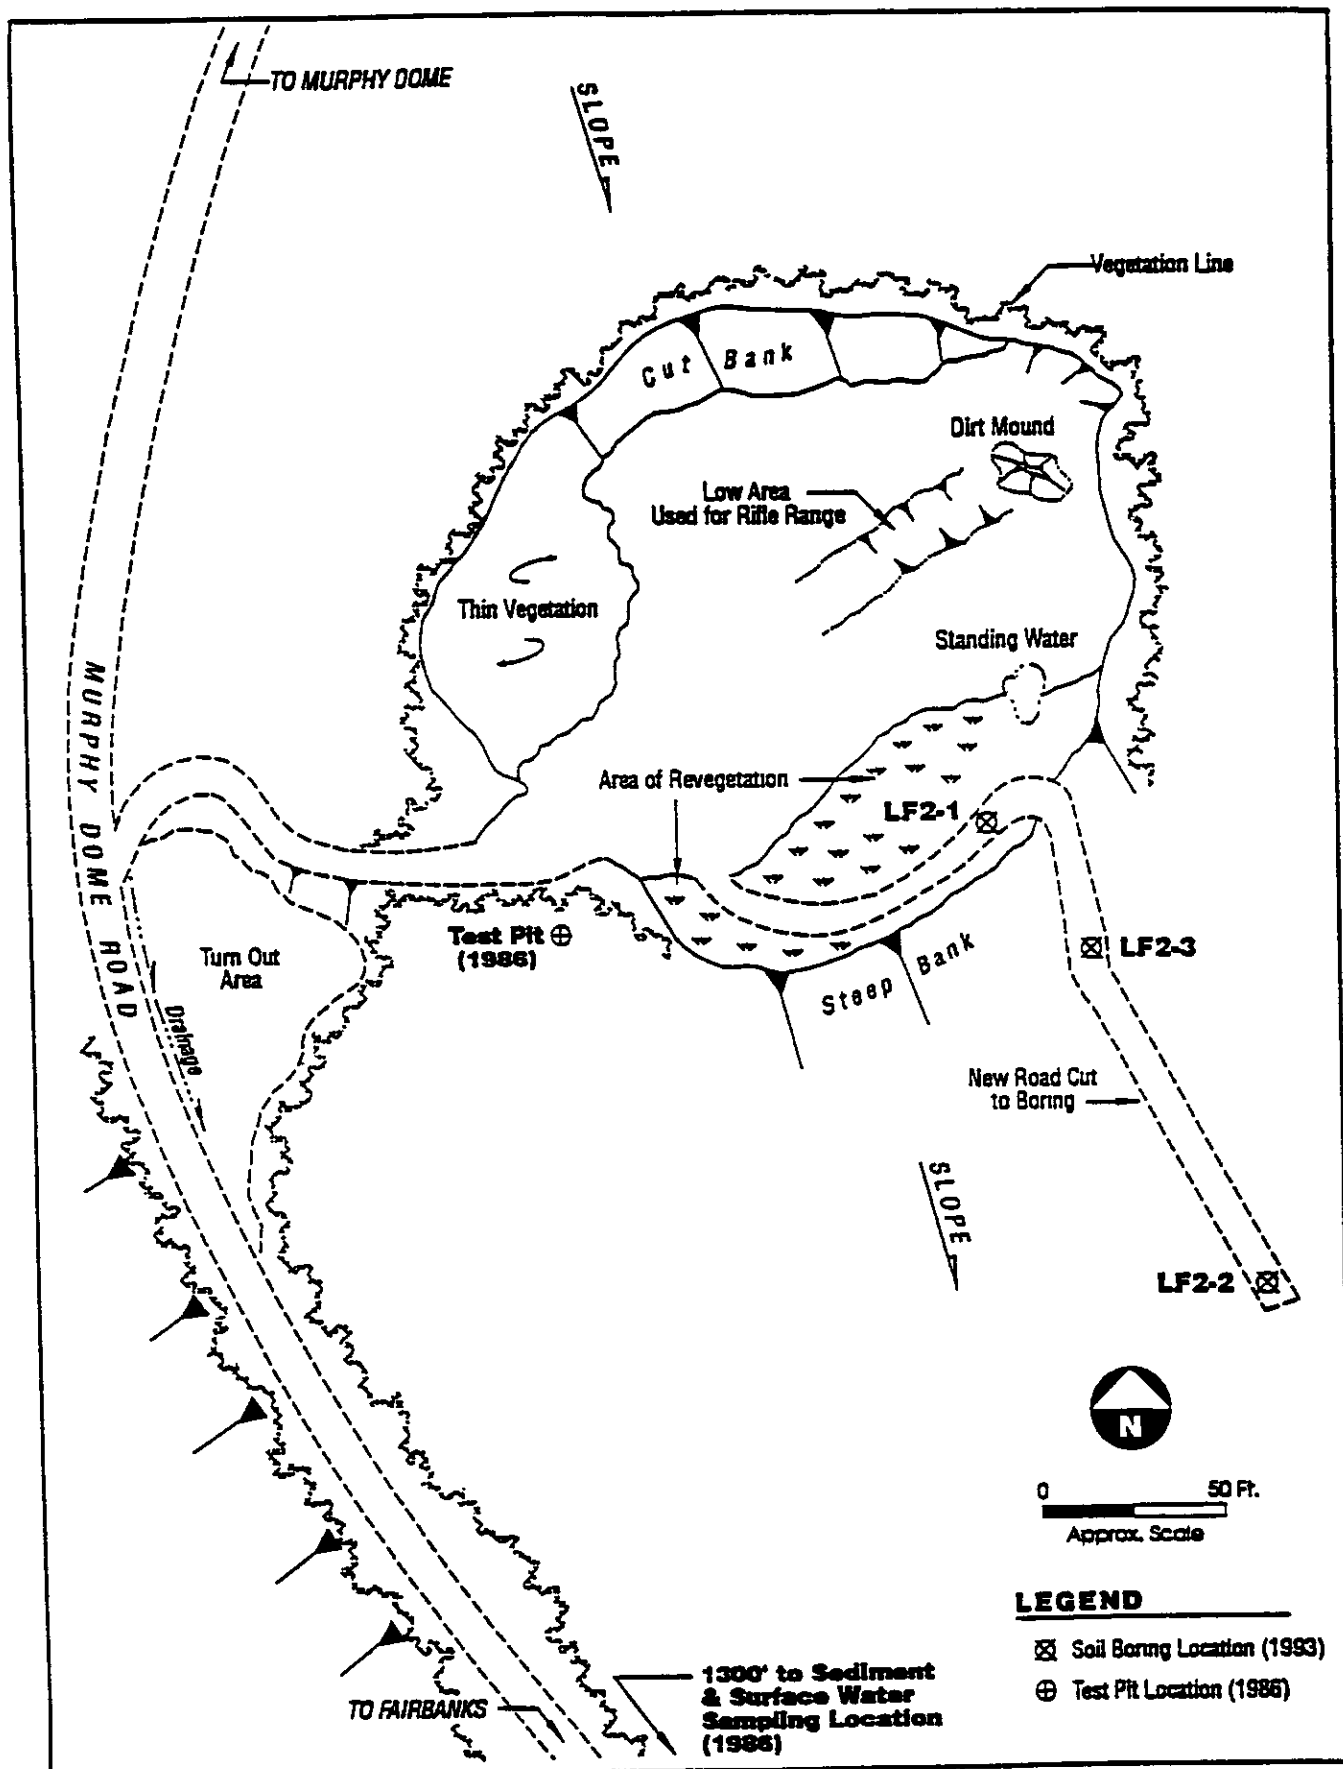 TO MURPHY DOME
SLOPE
Vegetation Line
Cut Bank
Dirt Mound
Low Area
Used for Rifle Range
Thin Vegetation
Standing Water
MURPHY DOME ROAD
Area of Revegetation
LF2-1
Test Pit
(1986)
LF2-3
Turn Out
Area
Steep Bank
Drainage
New Road Cut
to Boring
SLOPE
LF2-2
N
0 50 Ft.
Approx. Scale
LEGEND
Soil Boring Location (1993)
Test Pit Location (1986)
1300' to Sediment
& Surface Water
Sampling Location
(1986)
TO FAIRBANKS